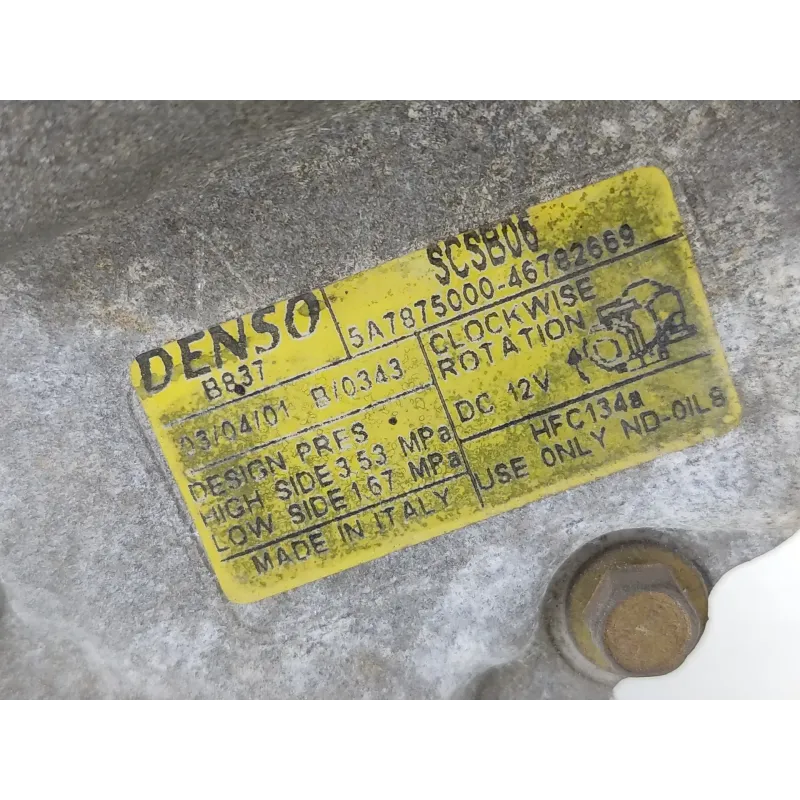 DENSO
SCSB06
B837
5A7875000-46782669
03/04/01 B/0343
CLOCKWISE
ROTATION
DC 12V
DESIGN PRES
HIGH SIDE 3.53 MPa
LOW SIDE 1.67 MPa
HFC134a
USE ONLY ND-OIL8
MADE IN ITALY